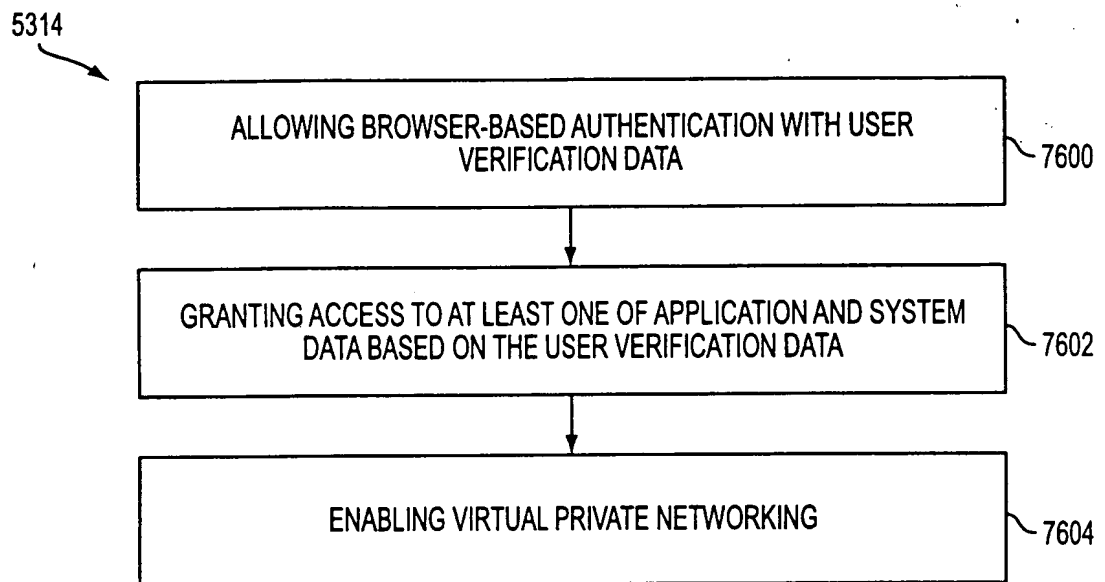 5314
ALLOWING BROWSER-BASED AUTHENTICATION WITH USER
VERIFICATION DATA
7600
GRANTING ACCESS TO AT LEAST ONE OF APPLICATION AND SYSTEM
DATA BASED ON THE USER VERIFICATION DATA
7602
ENABLING VIRTUAL PRIVATE NETWORKING
7604